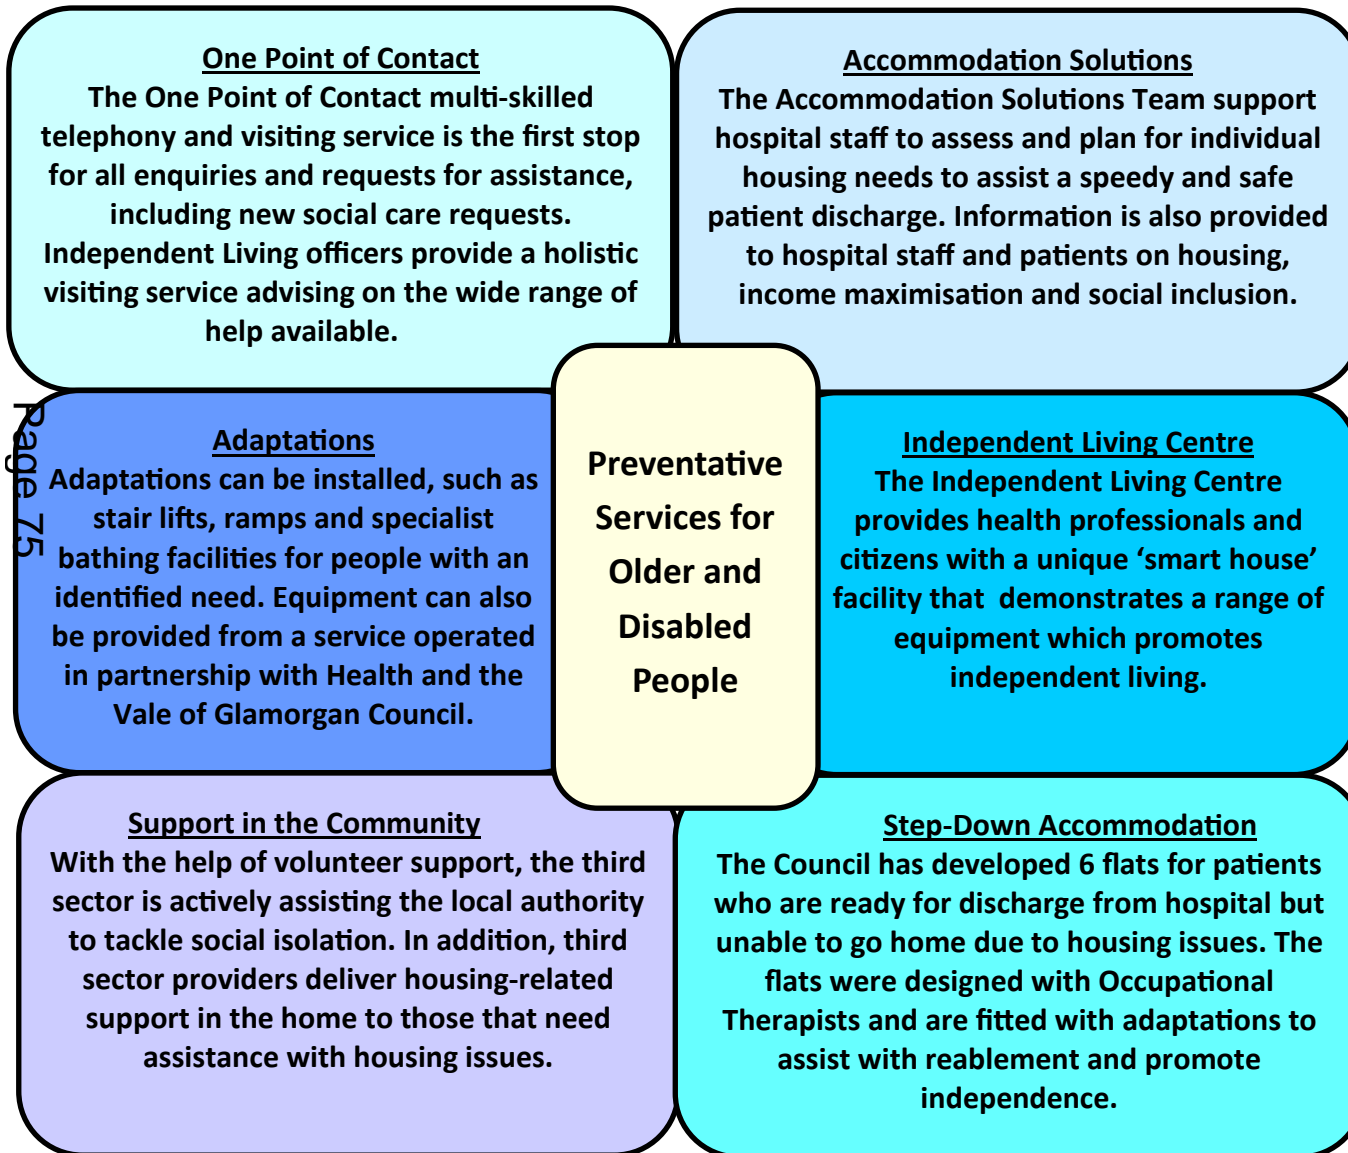 One Point of Contact
The One Point of Contact multi-skilled
telephony and visiting service is the first stop
for all enquiries and requests for assistance,
including new social care requests.
Independent Living officers provide a holistic
visiting service advising on the wide range of
help available.
Accommodation Solutions
The Accommodation Solutions Team support
hospital staff to assess and plan for individual
housing needs to assist a speedy and safe
patient discharge. Information is also provided
to hospital staff and patients on housing,
income maximisation and social inclusion.
Page 75
Adaptations
Adaptations can be installed, such as
stair lifts, ramps and specialist
bathing facilities for people with an
identified need. Equipment can also
be provided from a service operated
in partnership with Health and the
Vale of Glamorgan Council.
Preventative
Services for
Older and
Disabled
People
Independent Living Centre
The Independent Living Centre
provides health professionals and
citizens with a unique ‘smart house’
facility that demonstrates a range of
equipment which promotes
independent living.
Support in the Community
With the help of volunteer support, the third
sector is actively assisting the local authority
to tackle social isolation. In addition, third
sector providers deliver housing-related
support in the home to those that need
assistance with housing issues.
Step-Down Accommodation
The Council has developed 6 flats for patients
who are ready for discharge from hospital but
unable to go home due to housing issues. The
flats were designed with Occupational
Therapists and are fitted with adaptations to
assist with reablement and promote
independence.